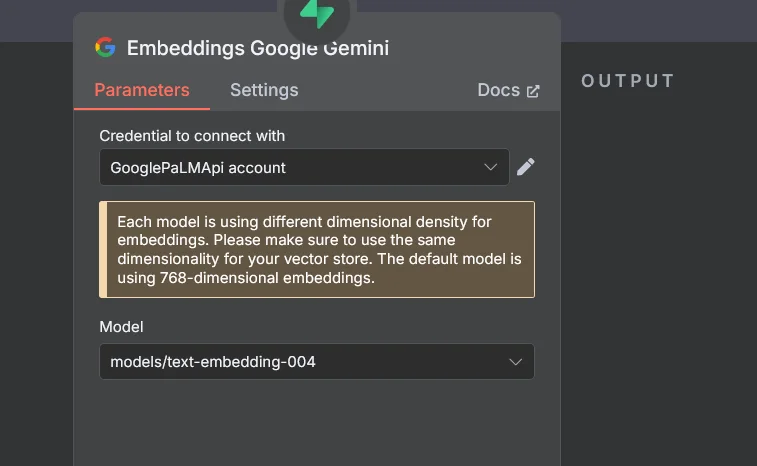 Embeddings Google Gemini
Parameters Settings Docs
OUTPUT
Credential to connect with
GooglePaLMApi account
Each model is using different dimensional density for
embeddings. Please make sure to use the same
dimensionality for your vector store. The default model is
using 768-dimensional embeddings.
Model
models/text-embedding-004